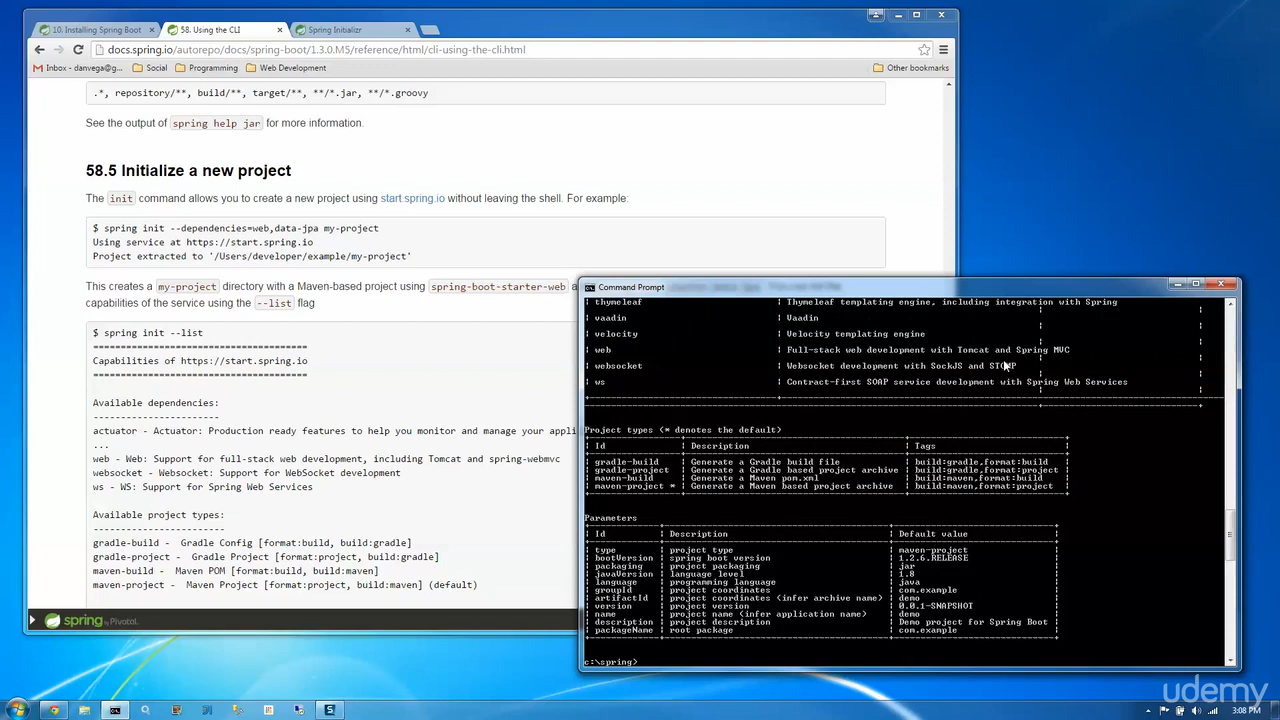 10. Installing Spring Boot
58. Using the CLI
Spring Initializr
docs.spring.io/autorepo/docs/spring-boot/1.3.0.M5/reference/html/cli-using-the-cli.html
Inbox - danvega@g...
Social
Programming
Web Development
Other bookmarks
.*, repository/**, build/**, target/**, **/*.jar, **/*.groovy
See the output of spring help jar for more information.
58.5 Initialize a new project
The init command allows you to create a new project using start.spring.io without leaving the shell. For example:
$ spring init --dependencies=web,data-jpa my-project
Using service at https://start.spring.io
Project extracted to '/Users/developer/example/my-project'
This creates a my-project directory with a Maven-based project using spring-boot-starter-web a
capabilities of the service using the --list flag
$ spring init --list
=======================================
Capabilities of https://start.spring.io
=======================================
Available dependencies:
-----------------------
actuator - Actuator: Production ready features to help you monitor and manage your appli
...
web - Web: Support for full-stack web development, including Tomcat and spring-webmvc
websocket - Websocket: Support for WebSocket development
ws - WS: Support for Spring Web Services
Available project types:
------------------------
gradle-build - Gradle Config [format:build, build:gradle]
gradle-project - Gradle Project [format:project, build:gradle]
maven-build - Maven POM [format:build, build:maven]
maven-project - Maven Project [format:project, build:maven] (default)
spring by Pivotal.
Command Prompt
| thymeleaf | Thymeleaf templating engine, including integration with Spring
| vaadin | Vaadin
| velocity | Velocity templating engine
| web | Full-stack web development with Tomcat and Spring MVC
| websocket | Websocket development with SockJS and STOMP
| ws | Contract-first SOAP service development with Spring Web Services
Project types (* denotes the default)
| Id | Description | Tags |
| gradle-build | Generate a Gradle build file | build:gradle,format:build |
| gradle-project | Generate a Gradle based project archive | build:gradle,format:project |
| maven-build | Generate a Maven pom.xml | build:maven,format:build |
| maven-project * | Generate a Maven based project archive | build:maven,format:project |
Parameters
| Id | Description | Default value |
| type | project type | maven-project |
| bootVersion | spring boot version | 1.2.6.RELEASE |
| packaging | project packaging | jar |
| javaVersion | language level | 1.8 |
| language | programming language | java |
| groupId | project coordinates | com.example |
| artifactId | project coordinates (infer archive name) | demo |
| version | project version | 0.0.1-SNAPSHOT |
| name | project name (infer application name) | demo |
| description | project description | Demo project for Spring Boot |
| packageName | root package | com.example |
c:\spring>
udemy
3:08 PM